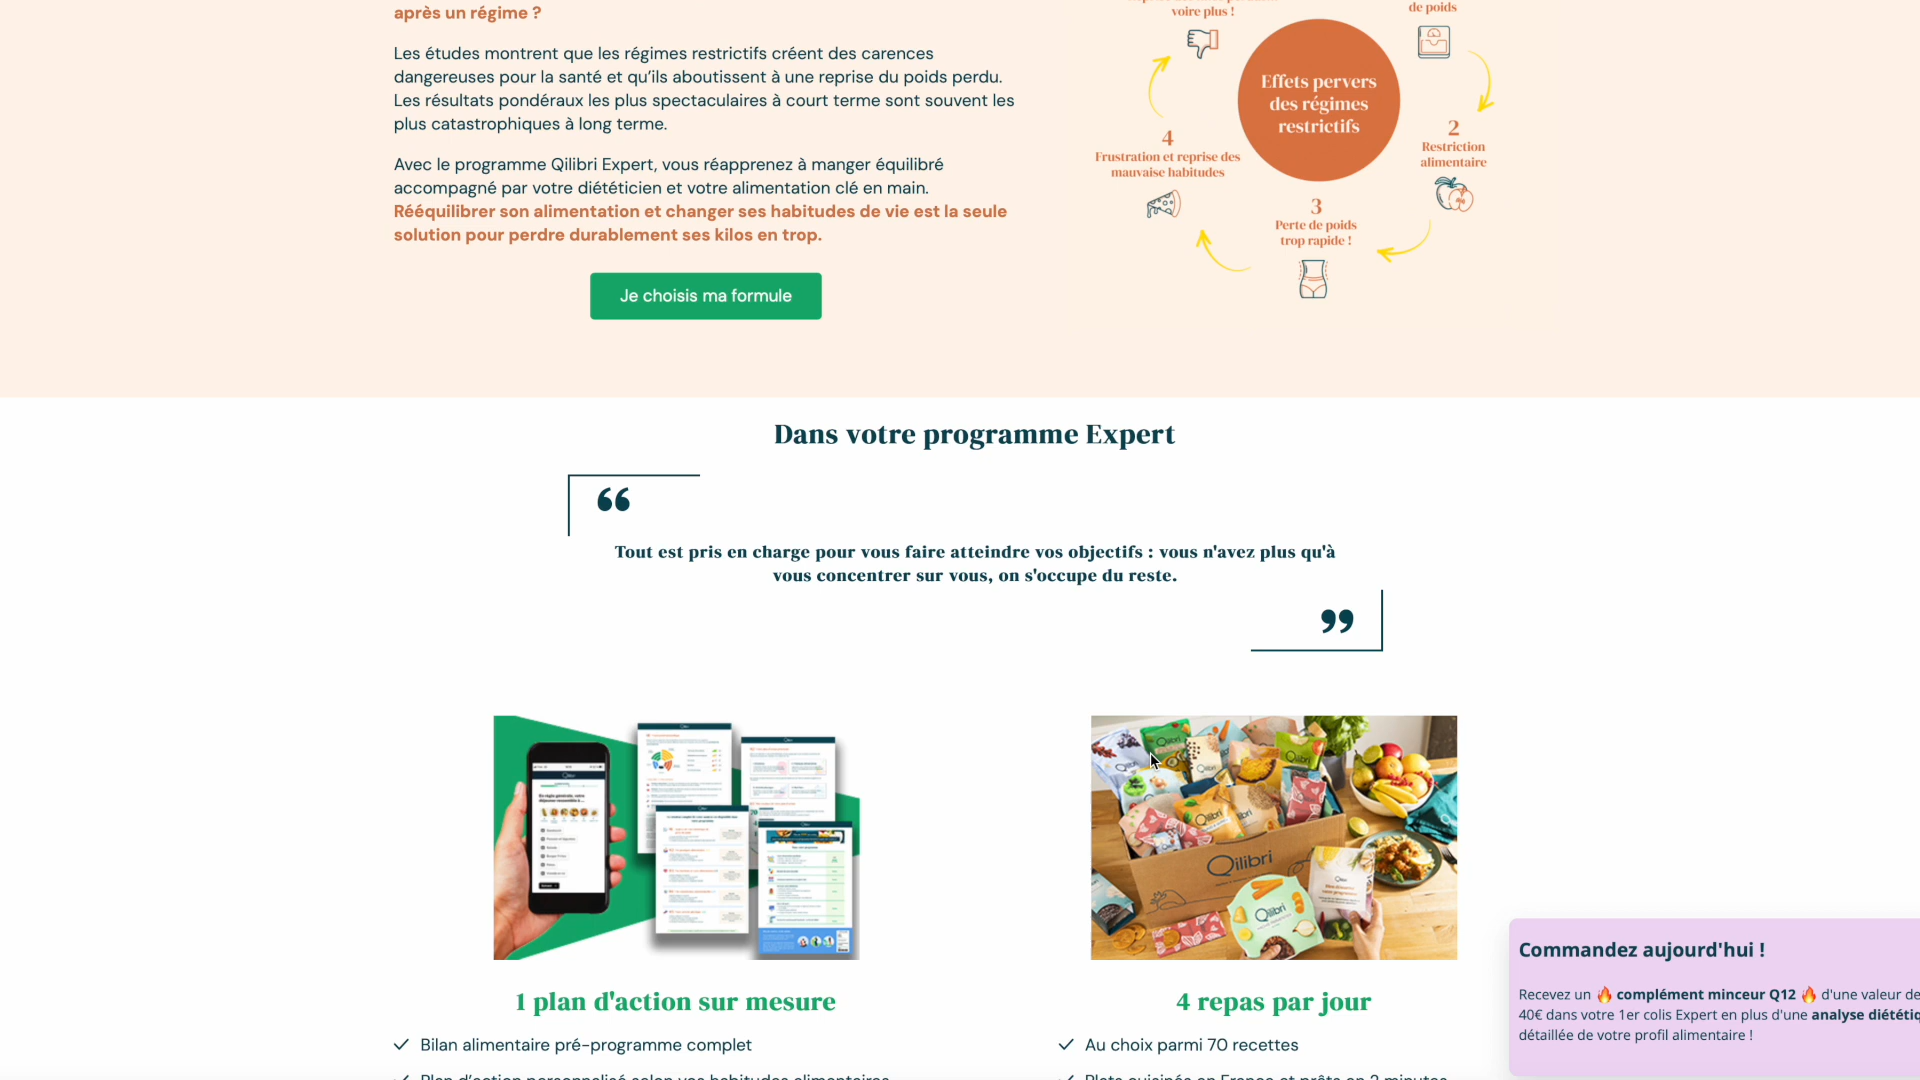 après un régime ?
Les études montrent que les régimes restrictifs créent des carences
dangereuses pour la santé et qu'ils aboutissent à une reprise du poids perdu.
Les résultats pondéraux les plus spectaculaires à court terme sont souvent les
plus catastrophiques à long terme.
Avec le programme Qilibri Expert, vous réapprenez à manger équilibré
accompagné par votre diététicien et votre alimentation clé en main.
Rééquilibrer son alimentation et changer ses habitudes de vie est la seule
solution pour perdre durablement ses kilos en trop.
Je choisis ma formule
voire plus !
de poids
Effets pervers
des régimes
restrictifs
2
Restriction
alimentaire
3
Perte de poids
trop rapide !
4
Frustration et reprise des
mauvaise habitudes
Dans votre programme Expert
“
Tout est pris en charge pour vous faire atteindre vos objectifs : vous n'avez plus qu'à
vous concentrer sur vous, on s'occupe du reste.
”
Qilibri
Qilibri
1 plan d'action sur mesure
Bilan alimentaire pré-programme complet
Plan d'action personnalisé selon vos habitudes alimentaires
4 repas par jour
Au choix parmi 70 recettes
Plats cuisinés en France et prêts en 2 minutes
Commandez aujourd'hui !
Recevez un 🔥 complément minceur Q12 🔥 d'une valeur de
40€ dans votre 1er colis Expert en plus d'une analyse diététiq
détaillée de votre profil alimentaire !